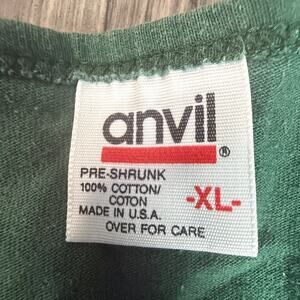 anvil®
PRE-SHRUNK
100% COTTON/
COTON
MADE IN U.S.A.
-XL-
OVER FOR CARE